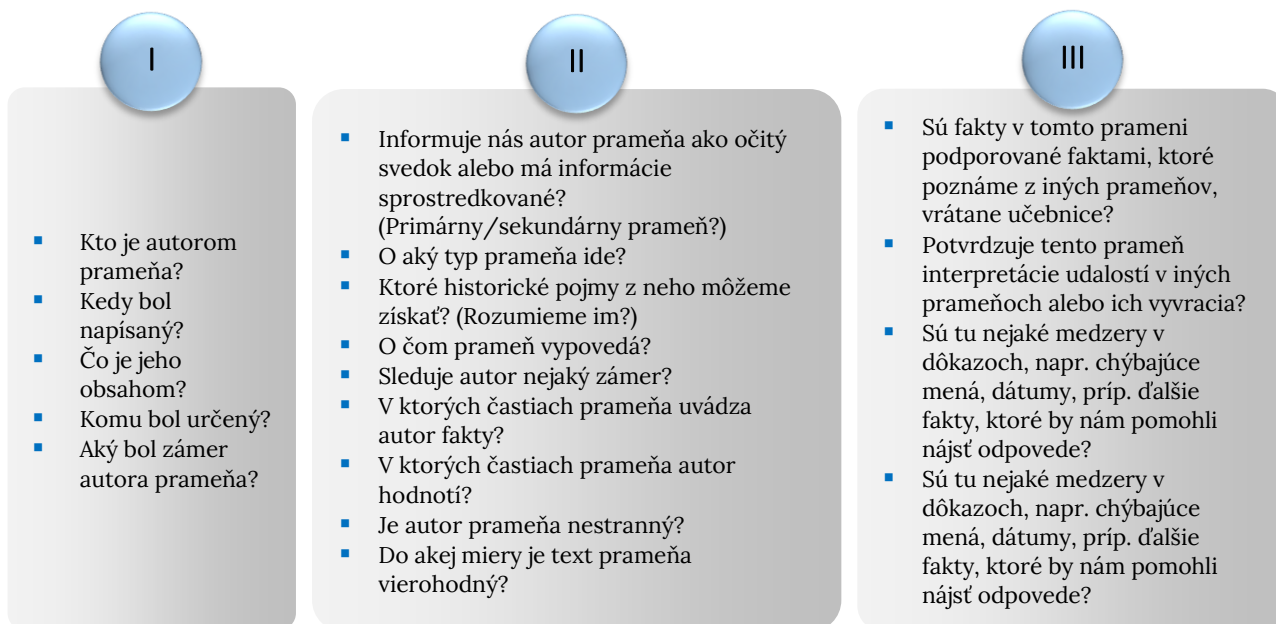 I
▪ Kto je autorom
prameňa?
▪ Kedy bol
napísaný?
▪ Čo je jeho
obsahom?
▪ Komu bol určený?
▪ Aký bol zámer
autora prameňa?
II
▪ Informuje nás autor prameňa ako očitý
svedok alebo má informácie
sprostredkované?
(Primárny/sekundárny prameň?)
▪ O aký typ prameňa ide?
▪ Ktoré historické pojmy z neho môžeme
získať? (Rozumieme im?)
▪ O čom prameň vypovedá?
▪ Sleduje autor nejaký zámer?
▪ V ktorých častiach prameňa uvádza
autor fakty?
▪ V ktorých častiach prameňa autor
hodnotí?
▪ Je autor prameňa nestranný?
▪ Do akej miery je text prameňa
vierohodný?
III
▪ Sú fakty v tomto prameni
podporované faktami, ktoré
poznáme z iných prameňov,
vrátane učebnice?
▪ Potvrdzuje tento prameň
interpretácie udalostí v iných
prameňoch alebo ich vyvracia?
▪ Sú tu nejaké medzery v
dôkazoch, napr. chýbajúce
mená, dátumy, príp. ďalšie
fakty, ktoré by nám pomohli
nájsť odpovede?
▪ Sú tu nejaké medzery v
dôkazoch, napr. chýbajúce
mená, dátumy, príp. ďalšie
fakty, ktoré by nám pomohli
nájsť odpovede?